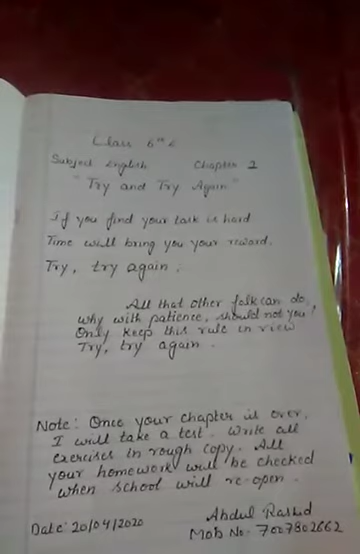 Class 6th
Subject English Chapter 2
"Try and Try Again"
If you find your task is hard
Time will bring you your reward.
Try, try again;
All that other folk can do,
why with patience, should not you!
Only keep this rule in view
Try, try again.
Note: Once your chapter is over,
I will take a test. Write all
exercises in rough copy. All
your homework will be checked
when school will re-open.
Date: 20/04/2020
Abdul Rashid
Mob No- 7027802662